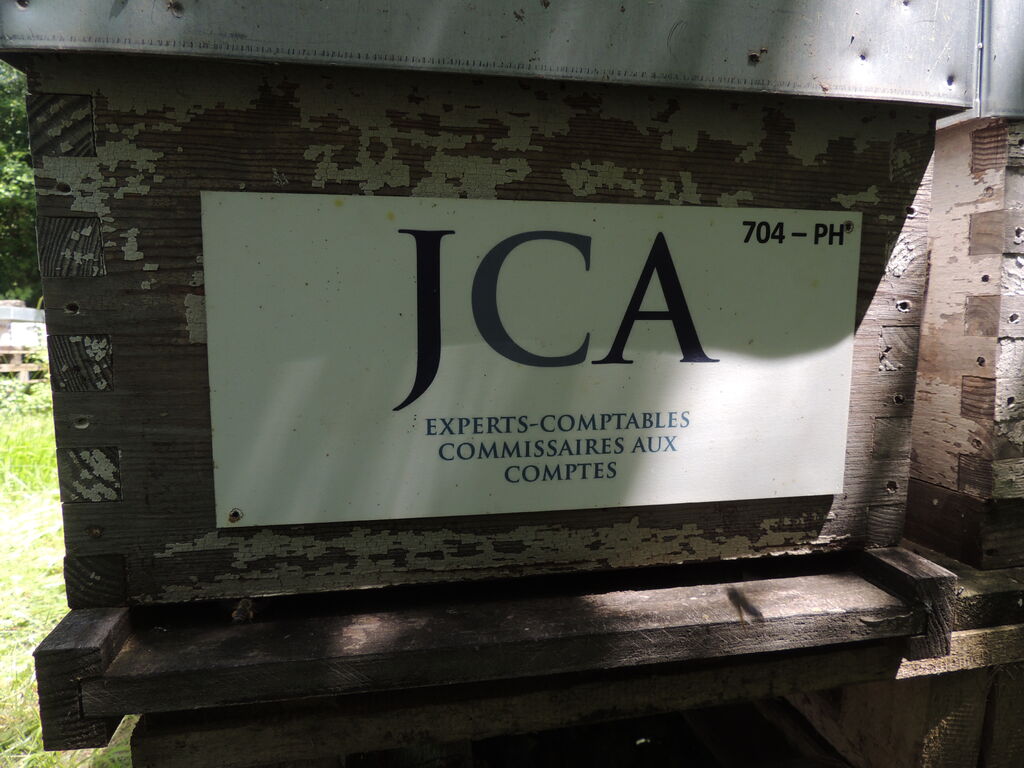 704 – PH
JCA
EXPERTS-COMPTABLES
COMMISSAIRES AUX
COMPTES